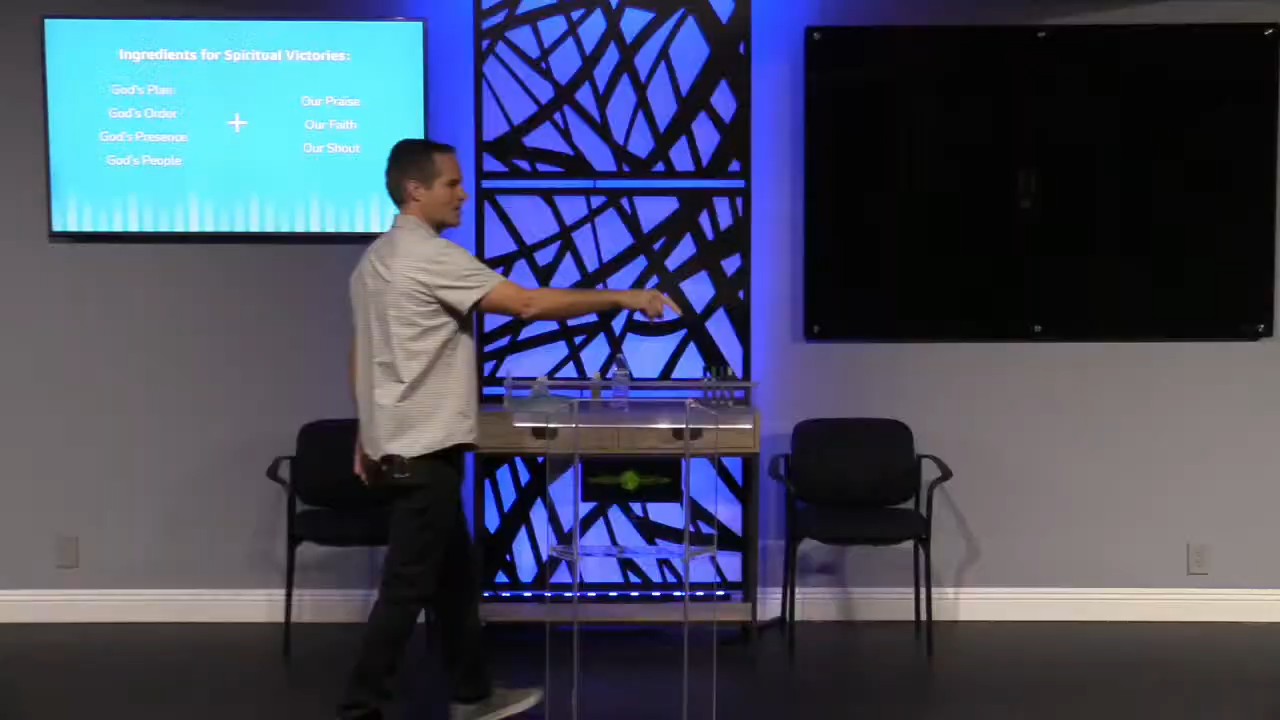 Ingredients for Spiritual Victories:
God's Plan
God's Order
God's Presence
God's People
+
Our Praise
Our Faith
Our Shout